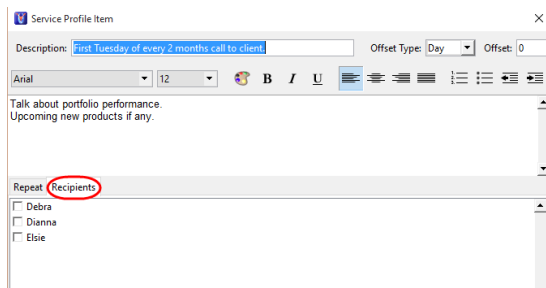 Service Profile Item
Description: First Tuesday of every 2 months call to client. Offset Type: Day Offset: 0
Arial 12 B I U
Talk about portfolio performance.
Upcoming new products if any.
Repeat Recipients
Debra
Dianna
Elsie